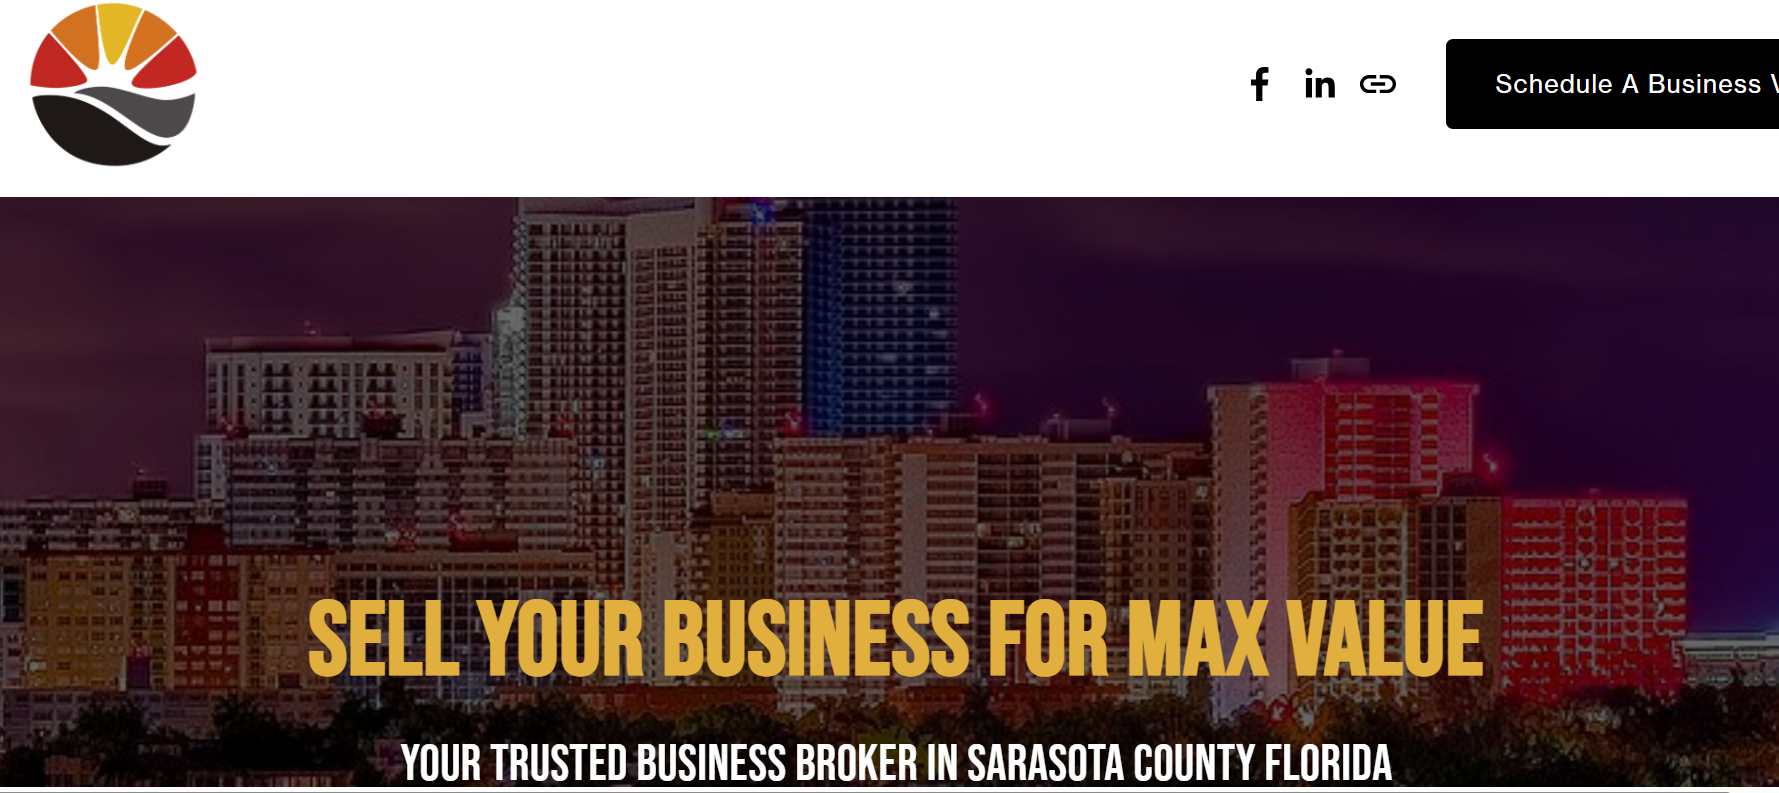 Schedule A Business
SELL YOUR BUSINESS FOR MAX VALUE
YOUR TRUSTED BUSINESS BROKER IN SARASOTA COUNTY FLORIDA